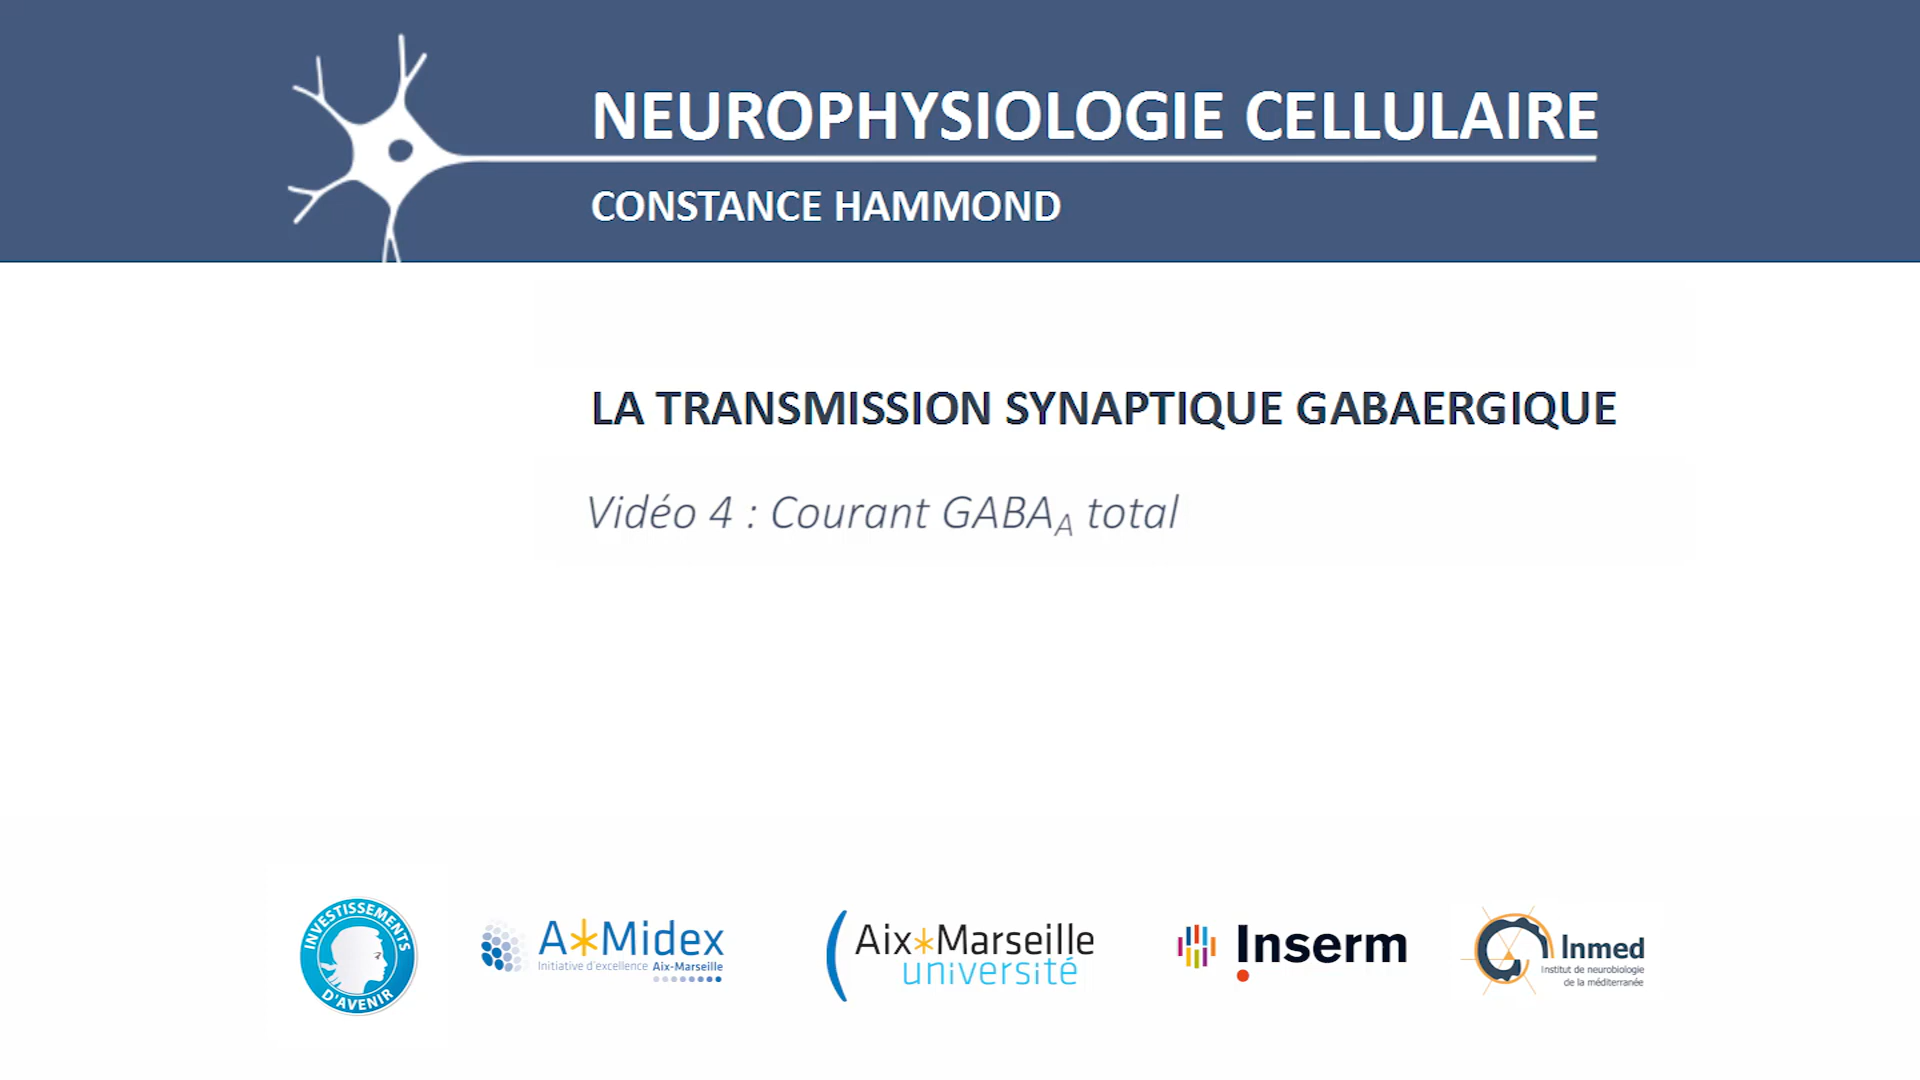 NEUROPHYSIOLOGIE CELLULAIRE
CONSTANCE HAMMOND
LA TRANSMISSION SYNAPTIQUE GABAERGIQUE
Vidéo 4 : Courant GABAA total
INVESTISSEMENTS
D'AVENIR
A*Midex
Initiative d'excellence Aix-Marseille
Aix*Marseille
université
Inserm
Inmed
Institut de neurobiologie
de la méditerranée